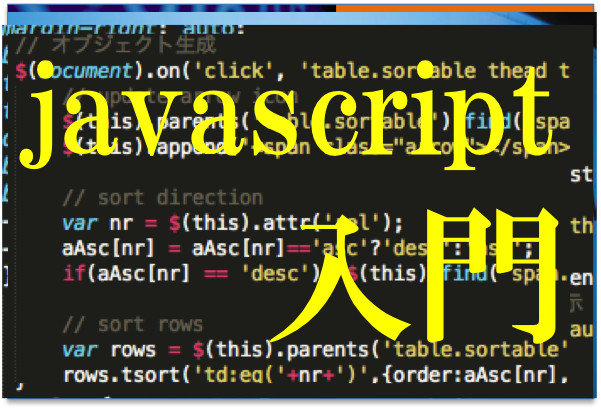 margin-right: auto:
// オブジェクト生成
$(document).on('click', 'table.sortable thead t
// update arrow icon
$(this).parents('table.sortable').find('spa
$(this).append('<span class="arrow"></span>
javascript
st
// sort direction
var nr = $(this).attr('rel');
aAsc[nr] = aAsc[nr]=='asc'?'desc':'asc';
th
if(aAsc[nr] == 'desc') $(this).find('span.
en
入門
示
// sort rows
au
var rows = $(this).parents('table.sortable'
rows.tsort('td:eq('+nr+')',{order:aAsc[nr],